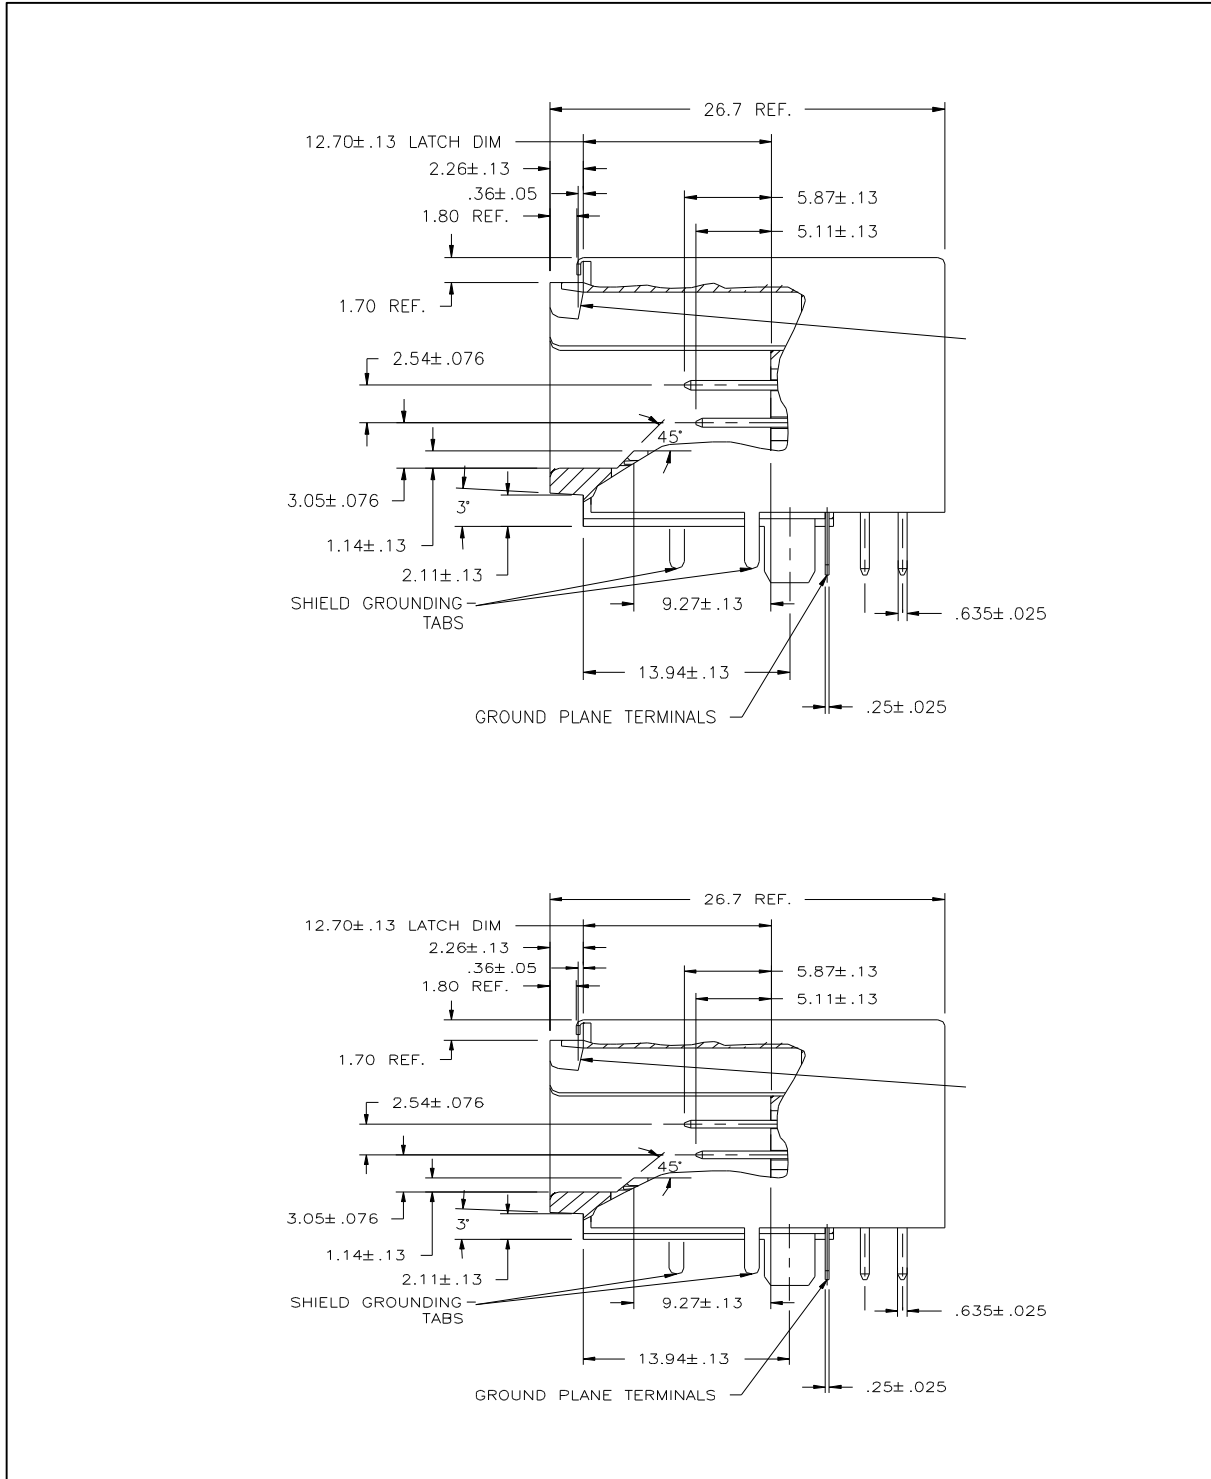 26.7 REF.
12.70±.13 LATCH DIM
2.26±.13
.36±.05
5.87±.13
1.80 REF.
5.11±.13
1.70 REF.
2.54±.076
45°
3.05±.076
3°
1.14±.13
2.11±.13
SHIELD GROUNDING
TABS
9.27±.13
.635±.025
13.94±.13
GROUND PLANE TERMINALS
.25±.025
26.7 REF.
12.70±.13 LATCH DIM
2.26±.13
.36±.05
5.87±.13
1.80 REF.
5.11±.13
1.70 REF.
2.54±.076
45°
3.05±.076
3°
1.14±.13
2.11±.13
SHIELD GROUNDING
TABS
9.27±.13
.635±.025
13.94±.13
GROUND PLANE TERMINALS
.25±.025